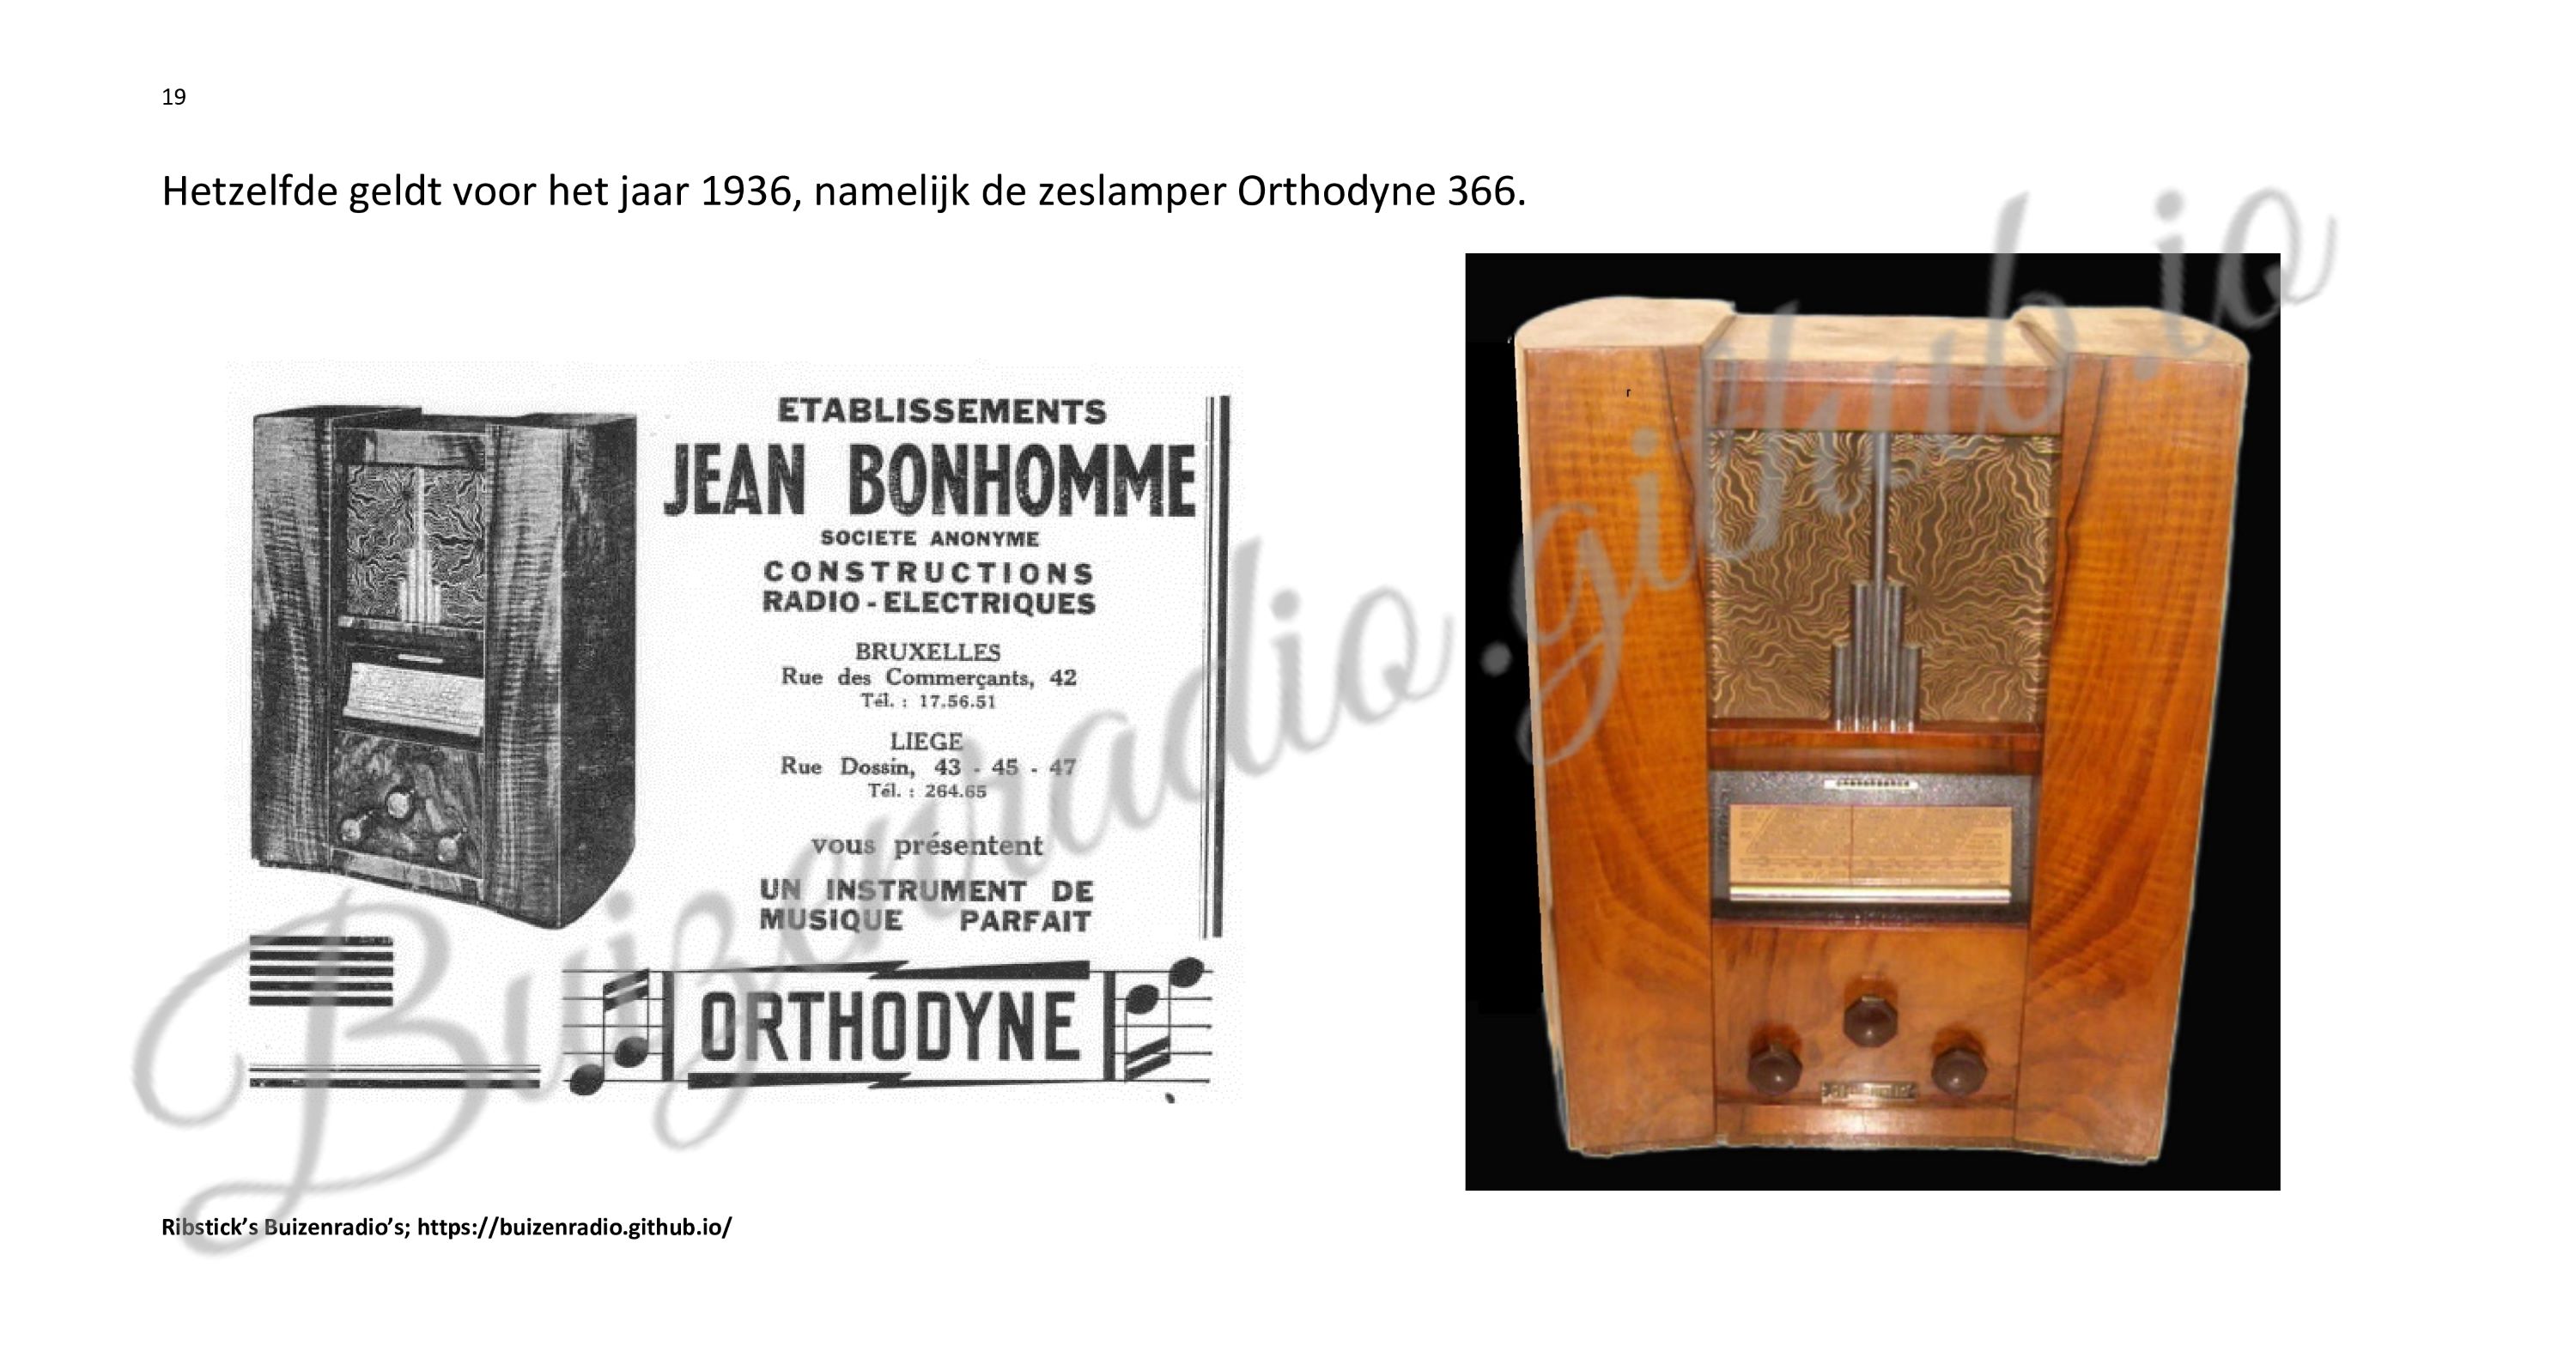 19
Hetzelfde geldt voor het jaar 1936, namelijk de zeslamper Orthodyne 366.
ETABLISSEMENTS
JEAN BONHOMME
SOCIETE ANONYME
CONSTRUCTIONS
RADIO - ELECTRIQUES
BRUXELLES
Rue des Commerçants, 42
Tél. : 17.56.51
LIEGE
Rue Dossin, 43 - 45 - 47
Tél. : 264.65
vous présentent
UN INSTRUMENT DE
MUSIQUE PARFAIT
ORTHODYNE
r
Buizenradio.github.io
Ribstick’s Buizenradio’s; https://buizenradio.github.io/